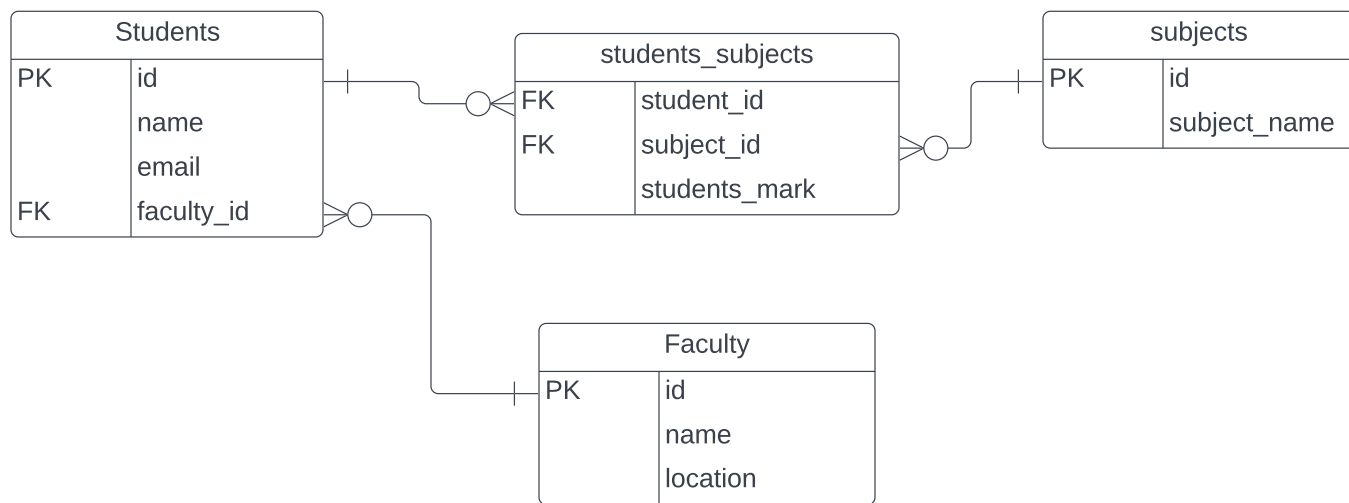 Students
PK id
name
email
FK faculty_id
students_subjects
FK student_id
FK subject_id
students_mark
subjects
PK id
subject_name
Faculty
PK id
name
location